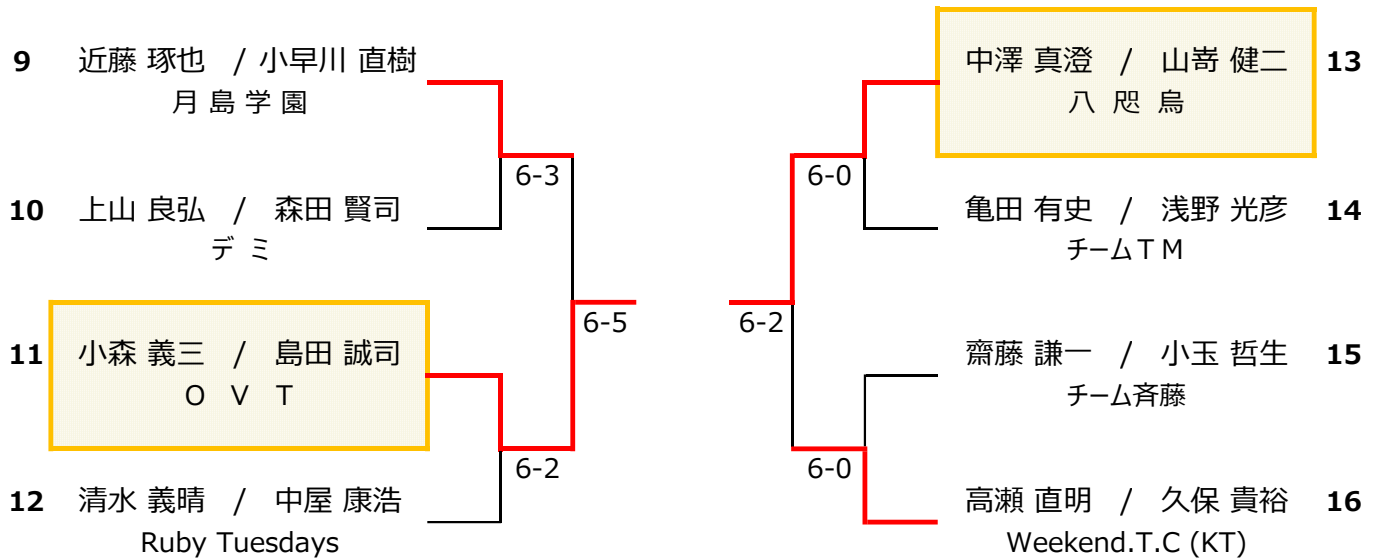 9 近藤 琢也 / 小早川 直樹
月 島 学 園
6-3
10 上山 良弘 / 森田 賢司
デ ミ
6-5
11 小森 義三 / 島田 誠司
O V T
6-2
12 清水 義晴 / 中屋 康浩
Ruby Tuesdays
中澤 真澄 / 山嵜 健二 13
八 咫 烏
6-0
亀田 有史 / 浅野 光彦 14
チームＴＭ
6-2
齋藤 謙一 / 小玉 哲生 15
チーム斉藤
6-0
高瀬 直明 / 久保 貴裕 16
Weekend.T.C (KT)